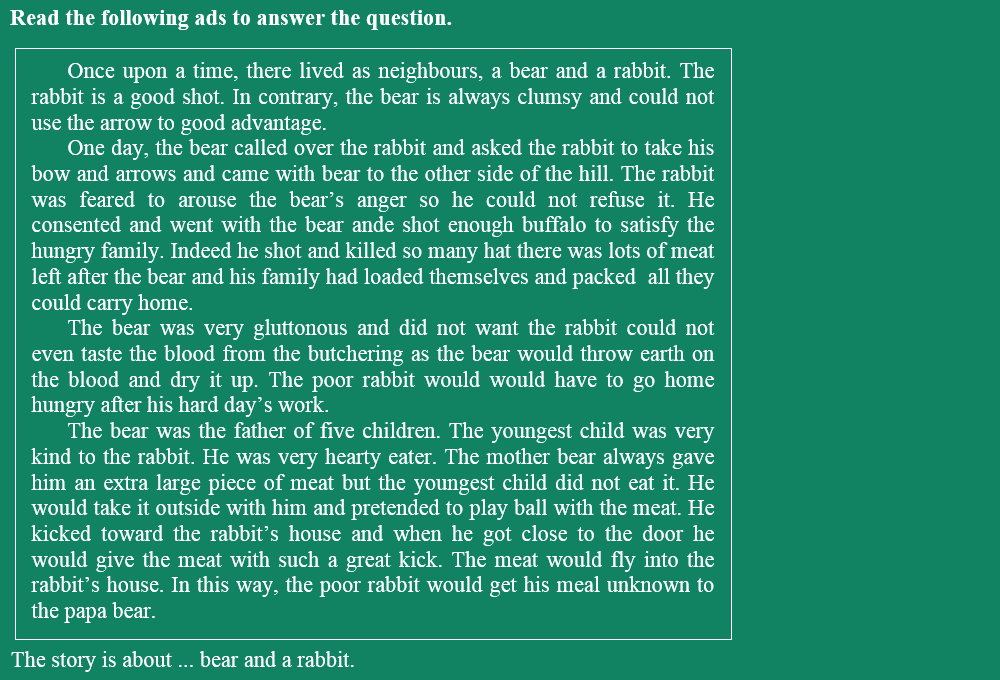 Read the following ads to answer the question.
Once upon a time, there lived as neighbours, a bear and a rabbit. The
rabbit is a good shot. In contrary, the bear is always clumsy and could not
use the arrow to good advantage.
One day, the bear called over the rabbit and asked the rabbit to take his
bow and arrows and came with bear to the other side of the hill. The rabbit
was feared to arouse the bear’s anger so he could not refuse it. He
consented and went with the bear ande shot enough buffalo to satisfy the
hungry family. Indeed he shot and killed so many hat there was lots of meat
left after the bear and his family had loaded themselves and packed  all they
could carry home.
The bear was very gluttonous and did not want the rabbit could not
even taste the blood from the butchering as the bear would throw earth on
the blood and dry it up. The poor rabbit would would have to go home
hungry after his hard day’s work.
The bear was the father of five children. The youngest child was very
kind to the rabbit. He was very hearty eater. The mother bear always gave
him an extra large piece of meat but the youngest child did not eat it. He
would take it outside with him and pretended to play ball with the meat. He
kicked toward the rabbit’s house and when he got close to the door he
would give the meat with such a great kick. The meat would fly into the
rabbit’s house. In this way, the poor rabbit would get his meal unknown to
the papa bear.
The story is about ... bear and a rabbit.